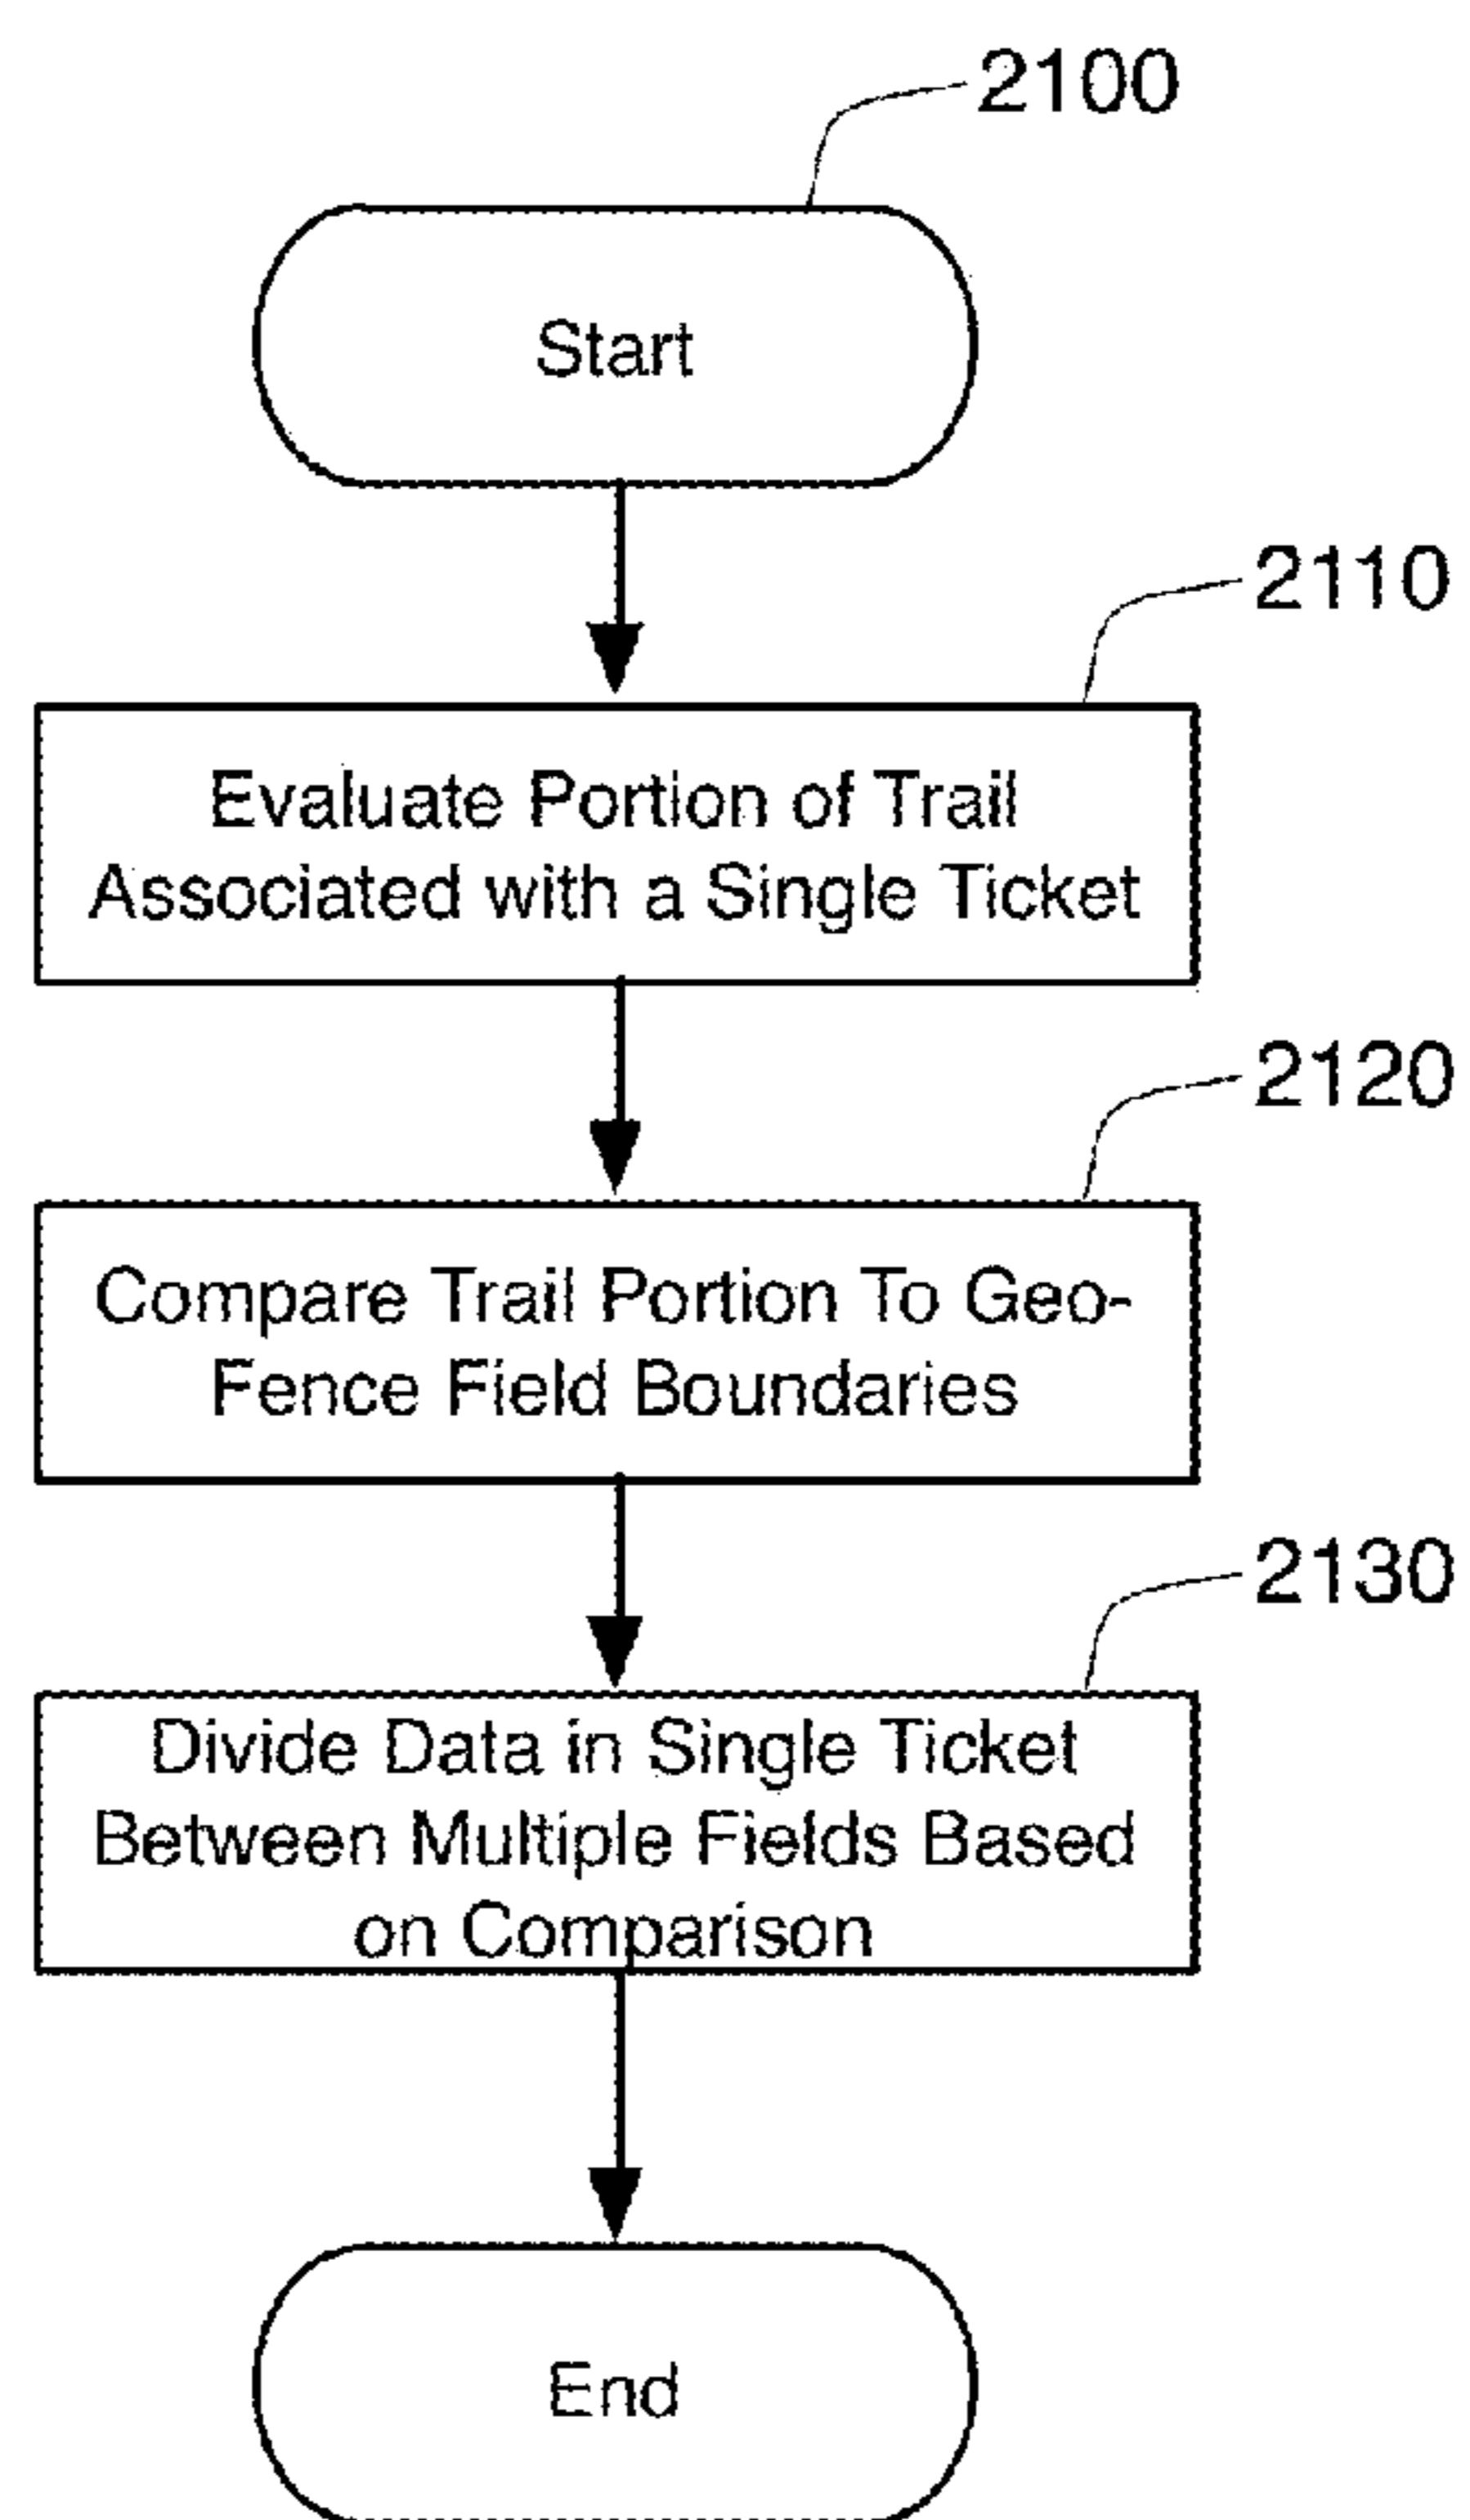 2100
Start
2110
Evaluate Portion of Trail
Associated with a Single Ticket
2120
Compare Trail Portion To Geo-
Fence Field Boundaries
2130
Divide Data in Single Ticket
Between Multiple Fields Based
on Comparison
End